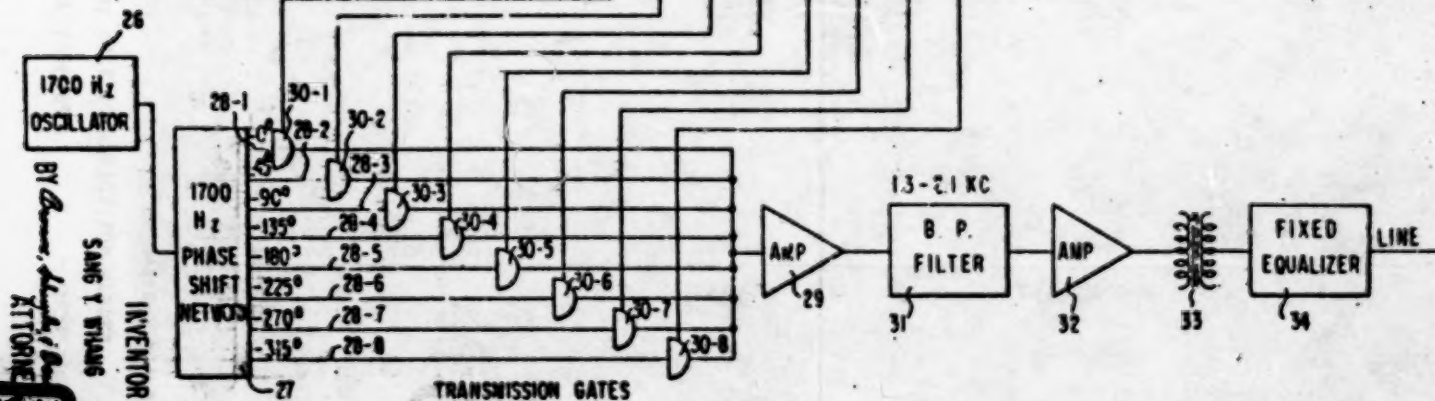 26
1700 Hz
OSCILLATOR
28-1
30-1
28-2
30-2
0°
45°
1700
Hz
PHASE
SHIFT
NETWORK
90°
135°
180°
225°
270°
315°
28-3
28-4
28-5
28-6
28-7
28-8
30-3
30-4
30-5
30-6
30-7
30-8
27
TRANSMISSION GATES
AMP
29
1.3-2.1 KC
B. P.
FILTER
31
AMP
32
33
FIXED
EQUALIZER
34
LINE
INVENTOR
SANG Y. WHANG
BY
ATTORNE